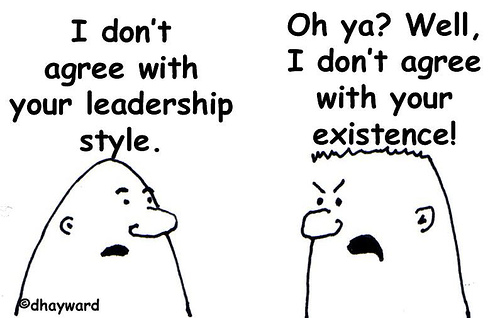 I don't
agree with
your leadership
style.
Oh ya? Well,
I don't agree
with your
existence!
©dhayward